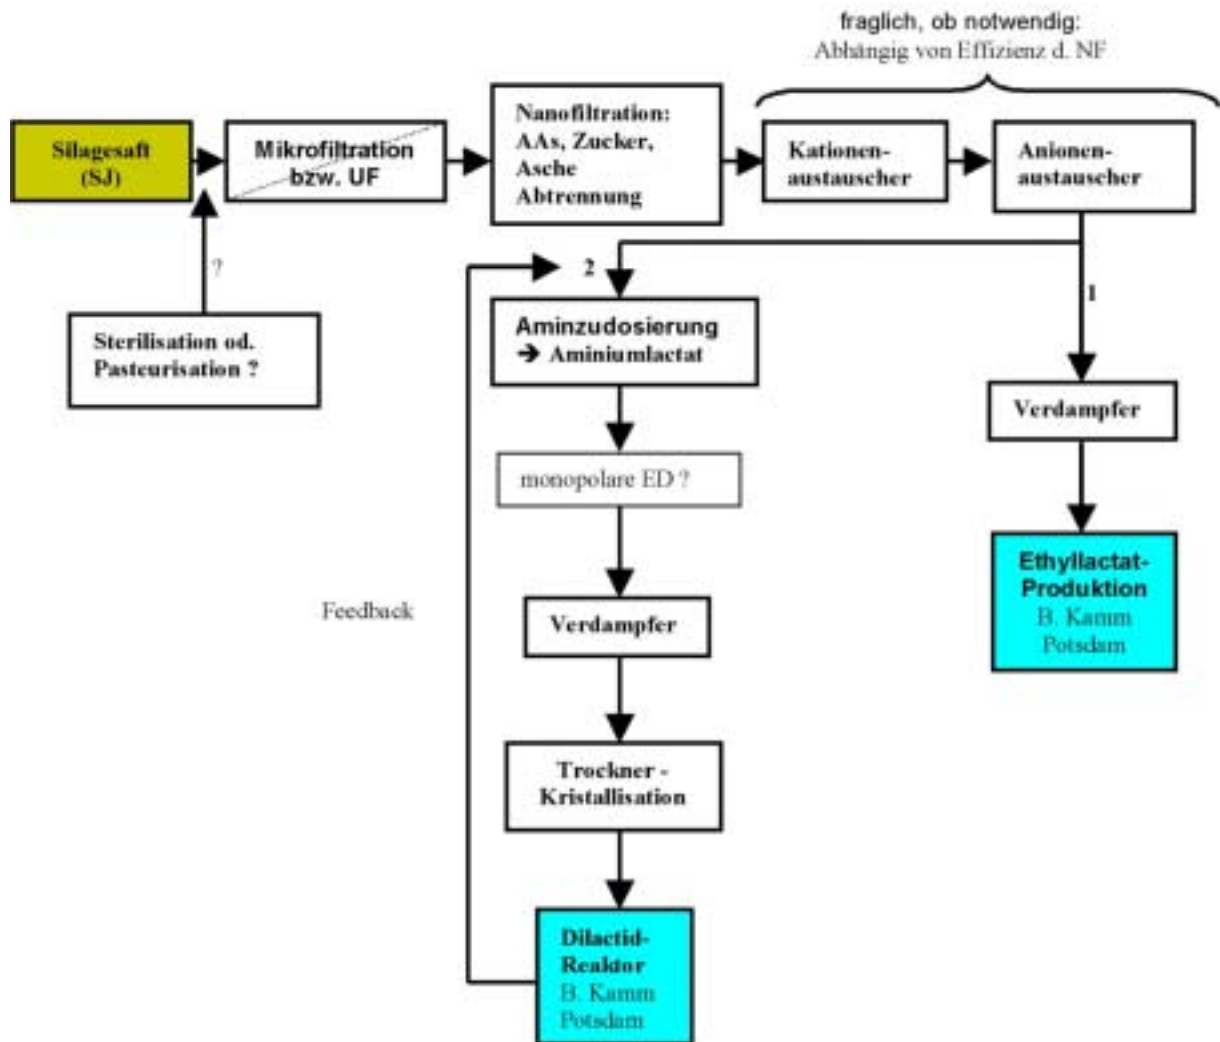 fraglich, ob notwendig:
Abhängig von Effizienz d. NF
Silagesaft
(SJ)
Mikrofiltration
bzw. UF
Nanofiltration:
AAs, Zucker,
Asche
Abtrennung
Kationen-
austauscher
Anionen-
austauscher
?
Sterilisation od.
Pasteurisation ?
2
1
Aminzudosierung
➔ Aminiumlactat
monopolare ED ?
Verdampfer
Ethyllactat-
Produktion
B. Kamm
Potsdam
Feedback
Verdampfer
Trockner -
Kristallisation
Dilactid-
Reaktor
B. Kamm
Potsdam